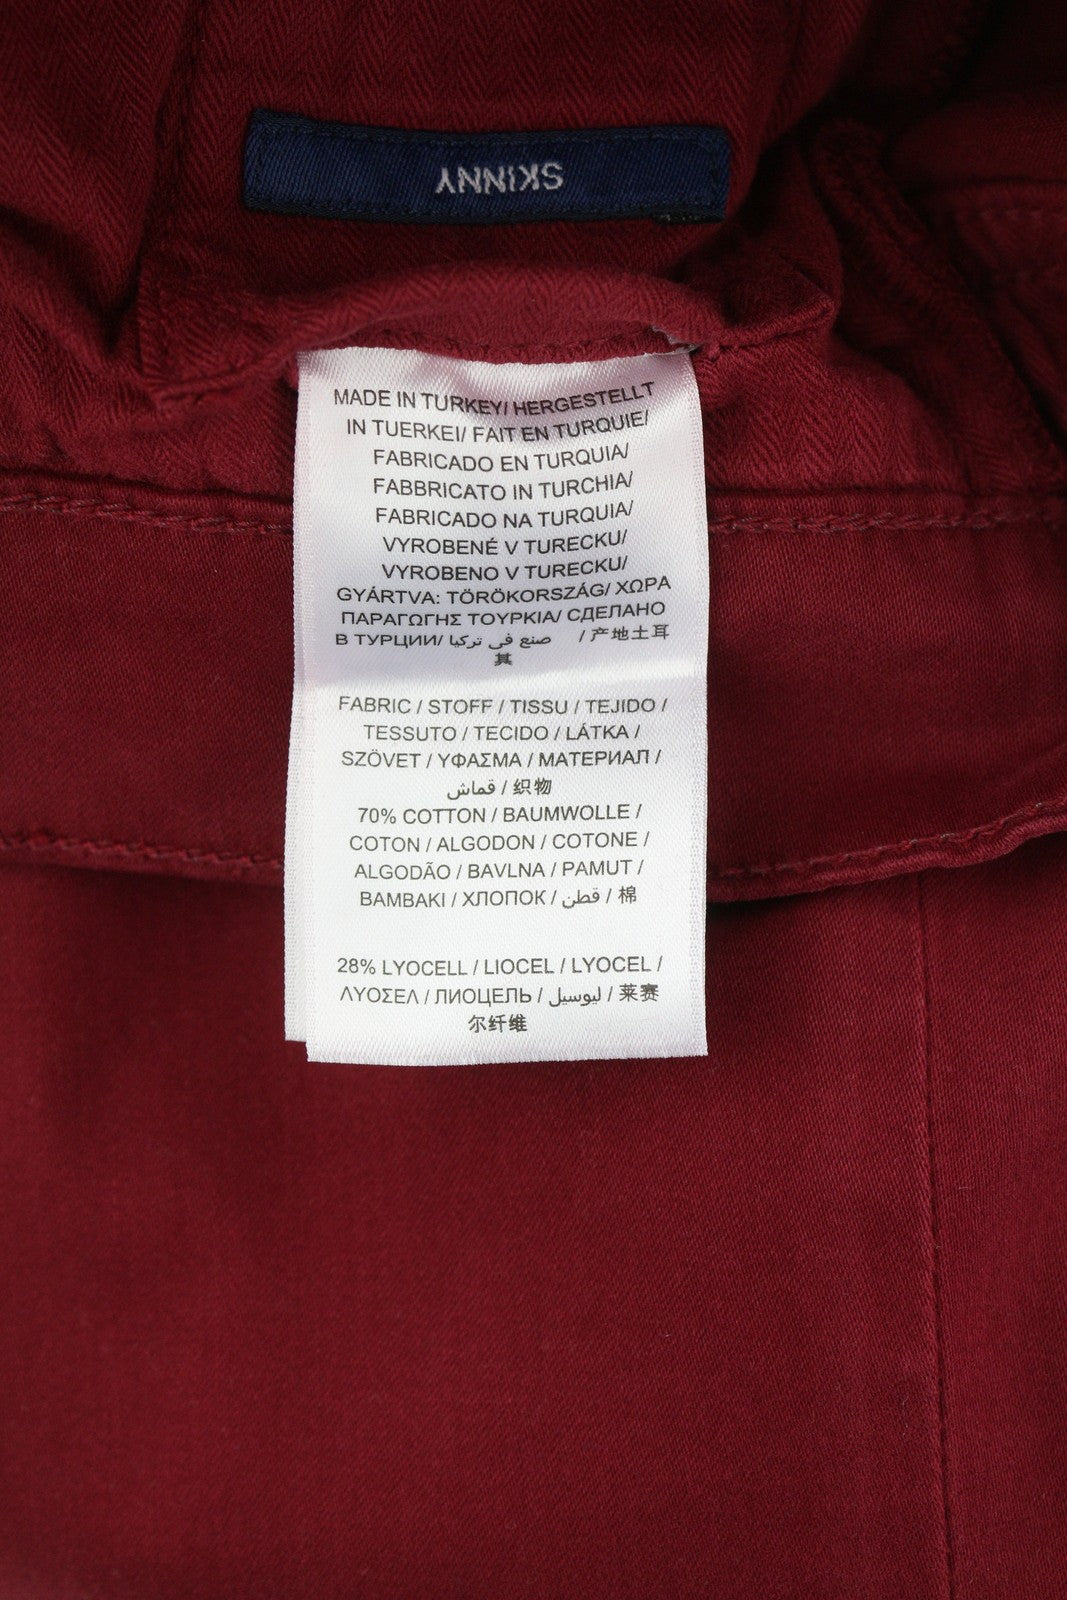 SKINNY
MADE IN TURKEY/ HERGESTELLT
IN TUERKEI/ FAIT EN TURQUIE/
FABRICADO EN TURQUIA/
FABBRICATO IN TURCHIA/
FABRICADO NA TURQUIA/
VYROBENÉ V TURECKU/
VYROBENO V TURECKU/
GYÁRTVA: TÖRÖKORSZÁG/ ΧΩΡΑ
ΠΑΡΑΓΩΓΗΣ ΤΟΥΡΚΙΑ/ СДЕЛАНО
В ТУРЦИИ/ صنع في تركيا / 产地土耳
其
FABRIC / STOFF / TISSU / TEJIDO /
TESSUTO / TECIDO / LÁTKA /
SZÖVET / ΥΦΑΣΜΑ / МАТЕРИАЛ /
قماش / 织物
70% COTTON / BAUMWOLLE /
COTON / ALGODON / COTONE /
ALGODÃO / BAVLNA / PAMUT /
ΒΑΜΒΑΚΙ / ХЛОПОК / قطن / 棉
28% LYOCELL / LIOCEL / LYOCEL /
ΛΥΟΣΕΛ / ЛИОЦЕЛЬ / ليوسيل / 莱赛
尔纤维